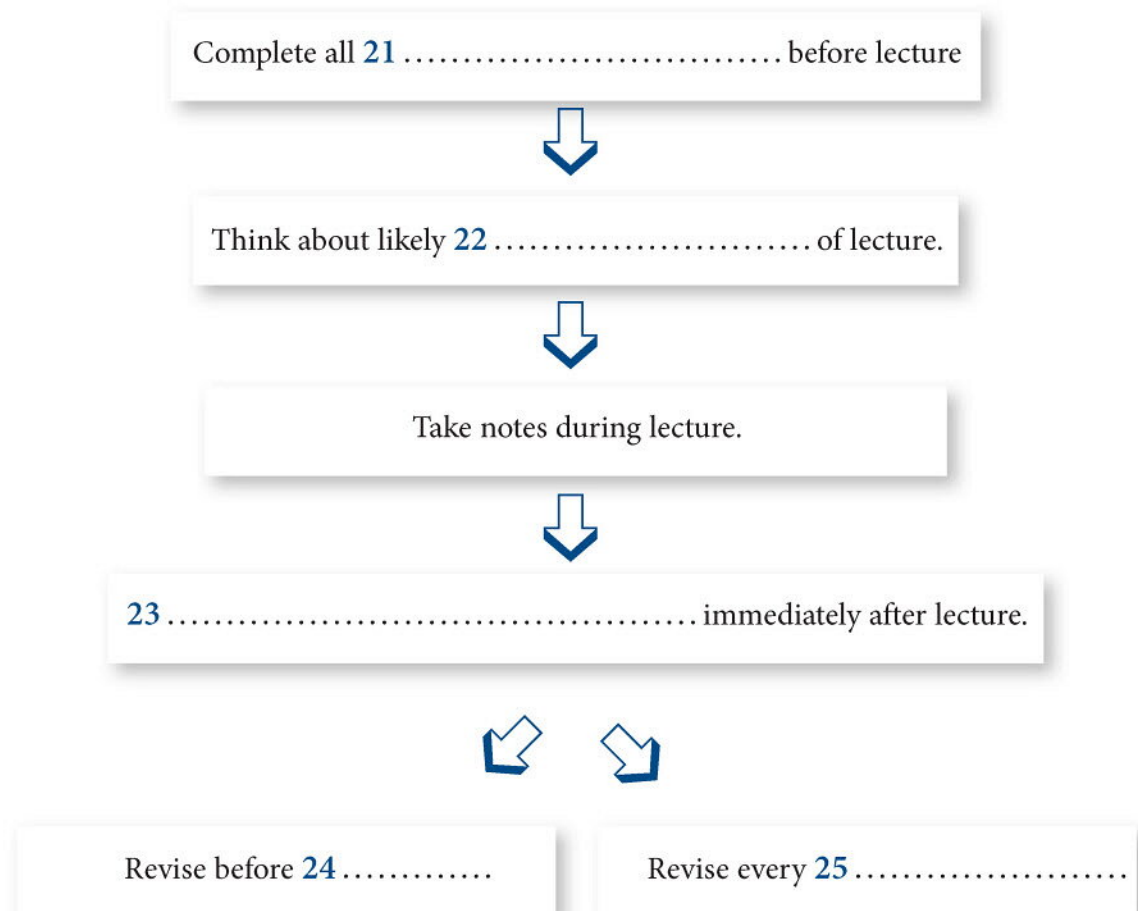 Complete all 21 ................................ before lecture
Think about likely 22 ........................... of lecture.
Take notes during lecture.
23 ............................................. immediately after lecture.
Revise before 24 .............
Revise every 25 .......................